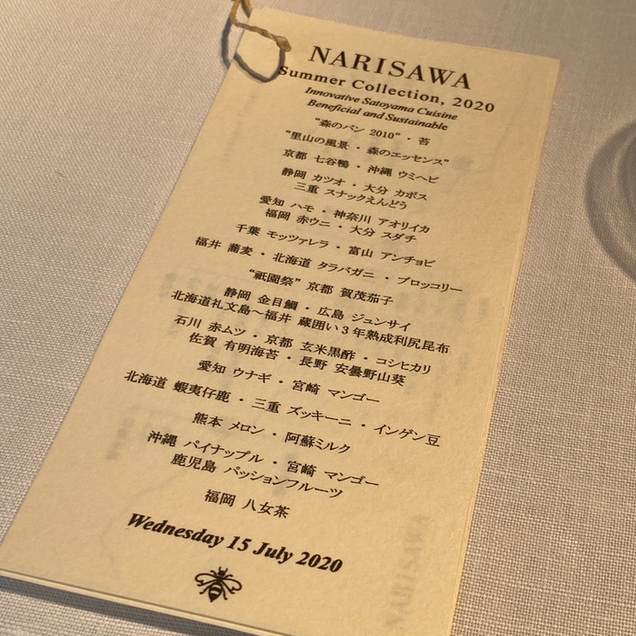 NARISAWA
Summer Collection, 2020
Innovative Satoyama Cuisine
Beneficial and Sustainable
“森のパン 2010”・苔
“里山の風景・森のエッセンス”
京都 七谷鴨・沖縄 ウミヘビ
静岡 カツオ・大分 カボス
三重 スナックえんどう
愛知 ハモ・神奈川 アオリイカ
福岡 赤ウニ・大分 スダチ
千葉 モッツァレラ・富山 アンチョビ
福井 蕎麦・北海道 タラバガニ・ブロッコリー
“祇園祭” 京都 賀茂茄子
静岡 金目鯛・広島 ジュンサイ
北海道礼文島〜福井 蔵囲い3年熟成利尻昆布
石川 赤ムツ・京都 玄米黒酢・コシヒカリ
佐賀 有明海苔・長野 安曇野山葵
愛知 ウナギ・宮崎 マンゴー
北海道 蝦夷仔鹿・三重 ズッキーニ・インゲン豆
熊本 メロン・阿蘇ミルク
沖縄 パイナップル・宮崎 マンゴー
鹿児島 パッションフルーツ
福岡 八女茶
Wednesday 15 July 2020
NARISAWA